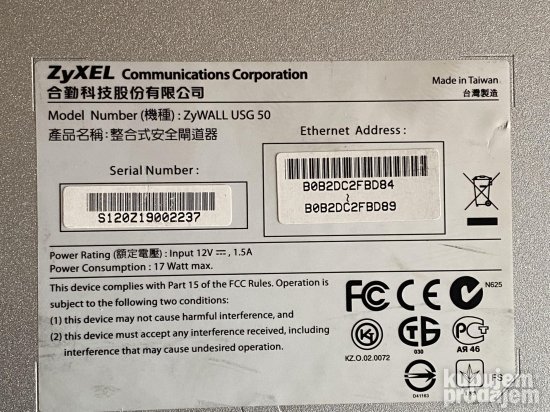 ZyXEL Communications Corporation
合勤科技股份有限公司
Made in Taiwan
台灣製造
Model Number (機種) : ZyWALL USG 50
產品名稱 : 整合式安全閘道器
Ethernet Address :
B0B2DC2FBD84
~
B0B2DC2FBD89
Serial Number :
S120Z19002237
Power Rating (額定電壓) : Input 12V ⎓, 1.5A
Power Consumption : 17 Watt max.
This device complies with Part 15 of the FCC Rules. Operation is
subject to the following two conditions:
(1) this device may not cause harmful interference, and
(2) this device must accept any interference received, including
interference that may cause undesired operation.
FCC CE N625
KZ.O.02.0072
030
АЯ 46
D41163
kupujem
prodajem